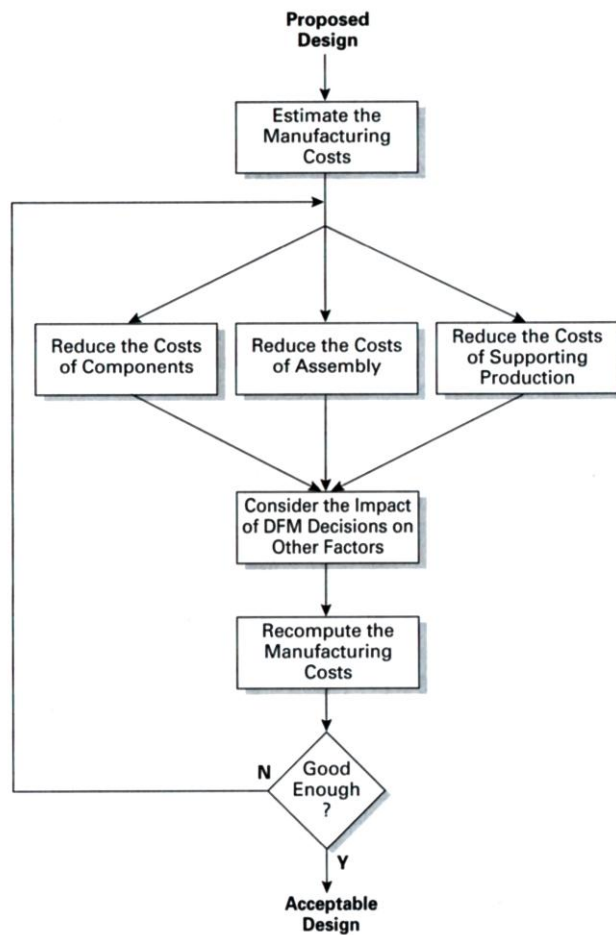 Proposed
Design
Estimate the
Manufacturing
Costs
Reduce the Costs
of Components
Reduce the Costs
of Assembly
Reduce the Costs
of Supporting
Production
Consider the Impact
of DFM Decisions on
Other Factors
Recompute the
Manufacturing
Costs
N
Good
Enough
?
Y
Acceptable
Design